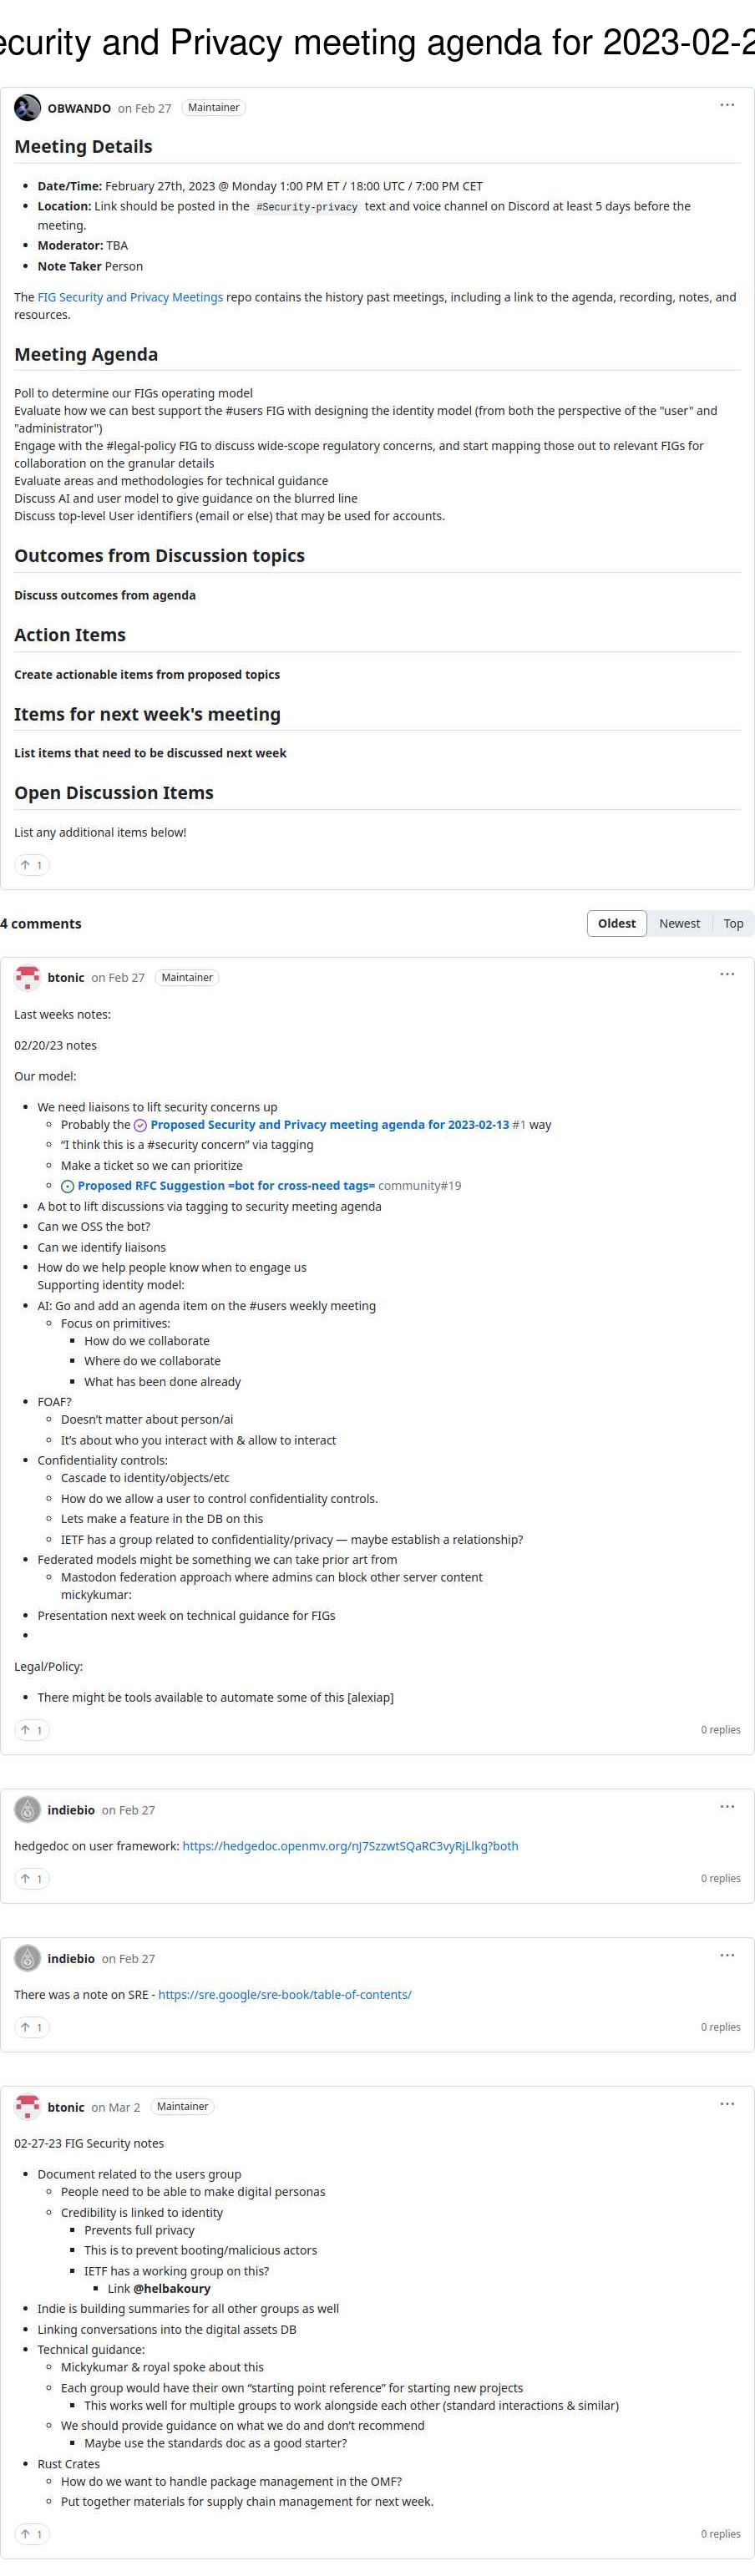 ecurity and Privacy meeting agenda for 2023-02-2
OBWANDO on Feb 27 Maintainer
Meeting Details
Date/Time: February 27th, 2023 @ Monday 1:00 PM ET / 18:00 UTC / 7:00 PM CET
Location: Link should be posted in the #Security-privacy text and voice channel on Discord at least 5 days before the
meeting.
Moderator: TBA
Note Taker Person
The FIG Security and Privacy Meetings repo contains the history past meetings, including a link to the agenda, recording, notes, and
resources.
Meeting Agenda
Poll to determine our FIGs operating model
Evaluate how we can best support the #users FIG with designing the identity model (from both the perspective of the "user" and
"administrator")
Engage with the #legal-policy FIG to discuss wide-scope regulatory concerns, and start mapping those out to relevant FIGs for
collaboration on the granular details
Evaluate areas and methodologies for technical guidance
Discuss AI and user model to give guidance on the blurred line
Discuss top-level User identifiers (email or else) that may be used for accounts.
Outcomes from Discussion topics
Discuss outcomes from agenda
Action Items
Create actionable items from proposed topics
Items for next week's meeting
List items that need to be discussed next week
Open Discussion Items
List any additional items below!
1
4 comments
Oldest Newest Top
btonic on Feb 27 Maintainer
Last weeks notes:
02/20/23 notes
Our model:
We need liaisons to lift security concerns up
Probably the Proposed Security and Privacy meeting agenda for 2023-02-13 #1 way
“I think this is a #security concern” via tagging
Make a ticket so we can prioritize
Proposed RFC Suggestion =bot for cross-need tags= community#19
A bot to lift discussions via tagging to security meeting agenda
Can we OSS the bot?
Can we identify liaisons
How do we help people know when to engage us
Supporting identity model:
AI: Go and add an agenda item on the #users weekly meeting
Focus on primitives:
How do we collaborate
Where do we collaborate
What has been done already
FOAF?
Doesn’t matter about person/ai
It’s about who you interact with & allow to interact
Confidentiality controls:
Cascade to identity/objects/etc
How do we allow a user to control confidentiality controls.
Lets make a feature in the DB on this
IETF has a group related to confidentiality/privacy — maybe establish a relationship?
Federated models might be something we can take prior art from
Mastodon federation approach where admins can block other server content
mickykumar:
Presentation next week on technical guidance for FIGs
Legal/Policy:
There might be tools available to automate some of this [alexiap]
1 0 replies
indiebio on Feb 27
hedgedoc on user framework: https://hedgedoc.openmv.org/nJ7SzzwtSQaRC3vyRjLlkg?both
1 0 replies
indiebio on Feb 27
There was a note on SRE - https://sre.google/sre-book/table-of-contents/
1 0 replies
btonic on Mar 2 Maintainer
02-27-23 FIG Security notes
Document related to the users group
People need to be able to make digital personas
Credibility is linked to identity
Prevents full privacy
This is to prevent booting/malicious actors
IETF has a working group on this?
Link @helbakoury
Indie is building summaries for all other groups as well
Linking conversations into the digital assets DB
Technical guidance:
Mickykumar & royal spoke about this
Each group would have their own “starting point reference” for starting new projects
This works well for multiple groups to work alongside each other (standard interactions & similar)
We should provide guidance on what we do and don’t recommend
Maybe use the standards doc as a good starter?
Rust Crates
How do we want to handle package management in the OMF?
Put together materials for supply chain management for next week.
1 0 replies